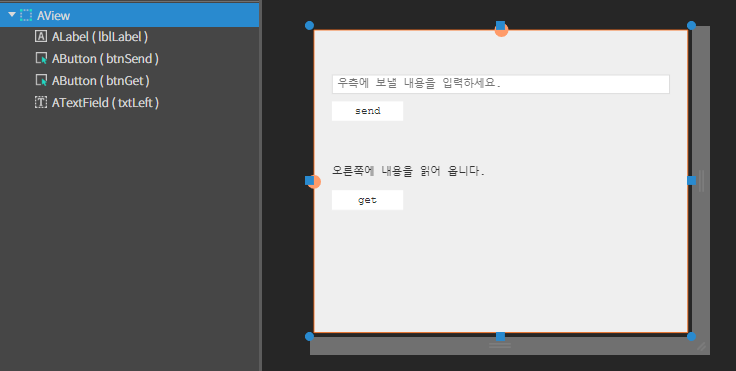 AView
ALabel ( lblLabel )
AButton ( btnSend )
AButton ( btnGet )
ATextField ( txtLeft )
우측에 보낼 내용을 입력하세요.
send
오른쪽에 내용을 읽어 옵니다.
get